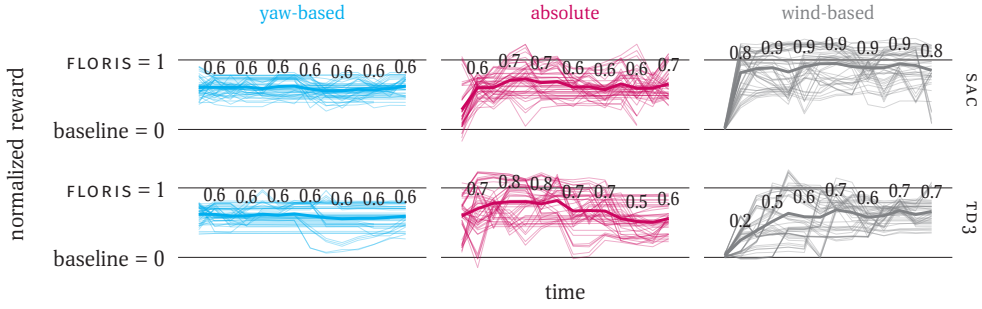 yaw-based absolute wind-based
normalized reward
FLORIS = 1
baseline = 0
0.6 0.6 0.6 0.6 0.6 0.6 0.6
0.6 0.7 0.7 0.6 0.6 0.6 0.7
0.8 0.9 0.9 0.9 0.9 0.9 0.8
SAC
FLORIS = 1
baseline = 0
0.6 0.6 0.6 0.6 0.6 0.6 0.6
0.7 0.8 0.8 0.7 0.7 0.5 0.6
0.2 0.5 0.6 0.7 0.6 0.7 0.7
TD3
time